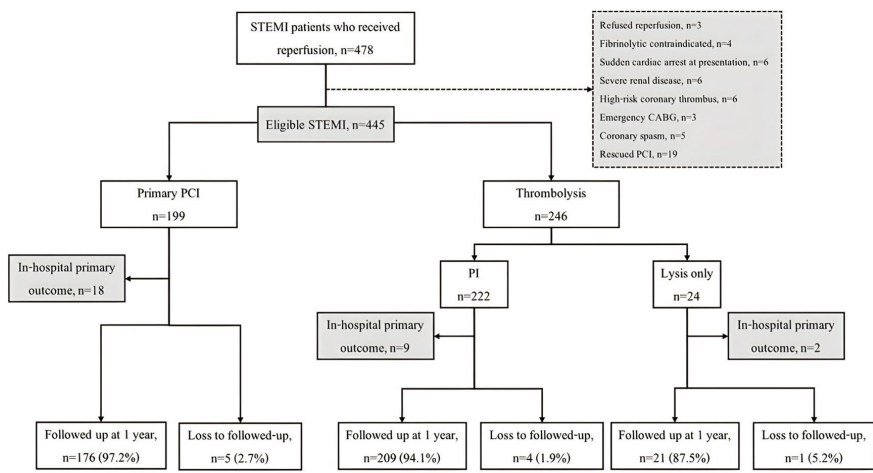 STEMI patients who received
reperfusion, n=478
Refused reperfusion, n=3
Fibrinolytic contraindicated, n=4
Sudden cardiac arrest at presentation, n=6
Severe renal disease, n=6
High-risk coronary thrombus, n=6
Emergency CABG, n=3
Coronary spasm, n=5
Rescued PCI, n=19
Eligible STEMI, n=445
Primary PCI
n=199
Thrombolysis
n=246
In-hospital primary
outcome, n=18
PI
n=222
Lysis only
n=24
In-hospital primary
outcome, n=9
In-hospital primary
outcome, n=2
Followed up at 1 year,
n=176 (97.2%)
Loss to followed-up,
n=5 (2.7%)
Followed up at 1 year,
n=209 (94.1%)
Loss to followed-up,
n=4 (1.9%)
Followed up at 1 year,
n=21 (87.5%)
Loss to followed-up,
n=1 (5.2%)